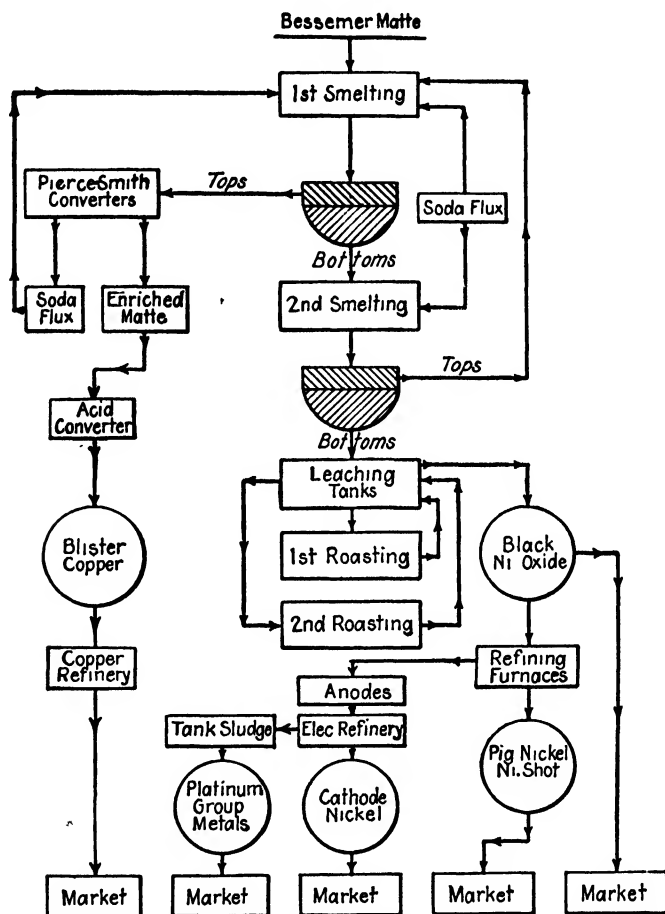 Bessemer Matte
1st Smelting
Pierce-Smith
Converters
Tops
Soda Flux
Bottoms
Soda
Flux
Enriched
Matte
2nd Smelting
Tops
Acid
Converter
Bottoms
Leaching
Tanks
Blister
Copper
1st Roasting
Black
Ni Oxide
2nd Roasting
Copper
Refinery
Refining
Furnaces
Anodes
Tank Sludge
Elec Refinery
Pig Nickel
Ni. Shot
Platinum
Group
Metals
Cathode
Nickel
Market
Market
Market
Market
Market